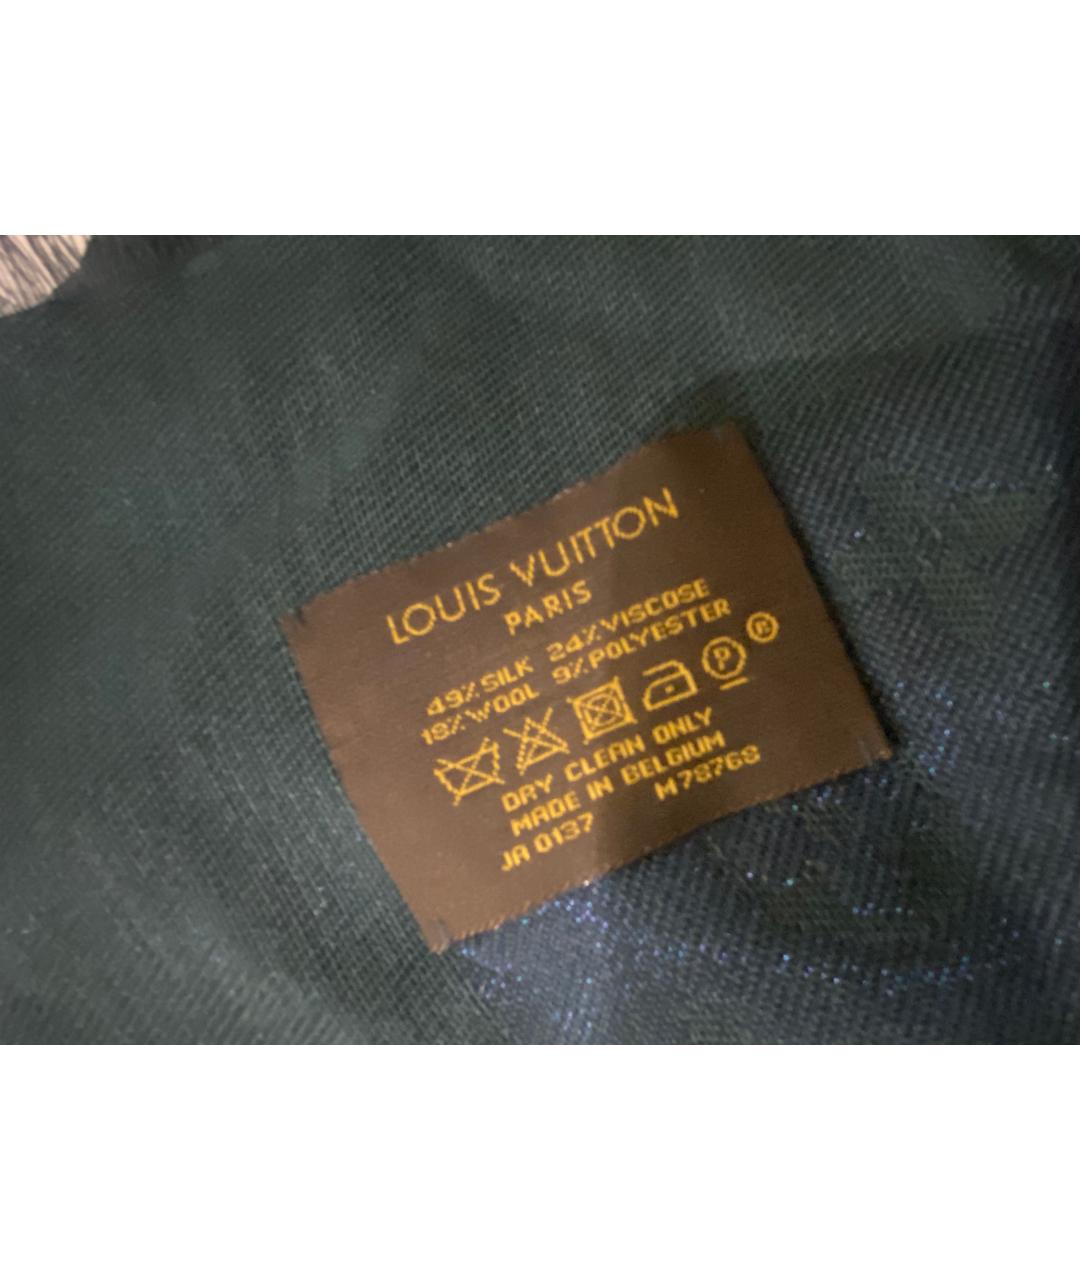 LOUIS VUITTON
PARIS
49% SILK 24% VISCOSE
18% WOOL 9% POLYESTER
P ®
DRY CLEAN ONLY
MADE IN BELGIUM
M78768
JA 0137